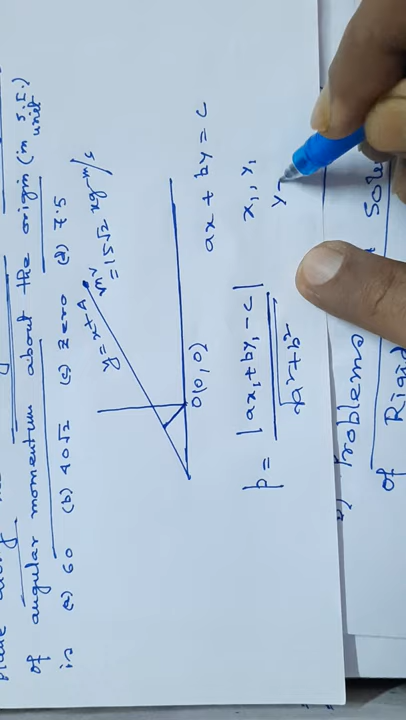 of angular momentum about the origin (in S.I. unit)
is (a) 60 (b) 40√2 (c) zero (d) 7.5
y = x + 4
mv = 15√2 kg m/s
O(0,0)
ax + by = c
p = |ax₁ + by₁ - c| / √a² + b²
x₁, y₁
y -
Problems
of Rigid